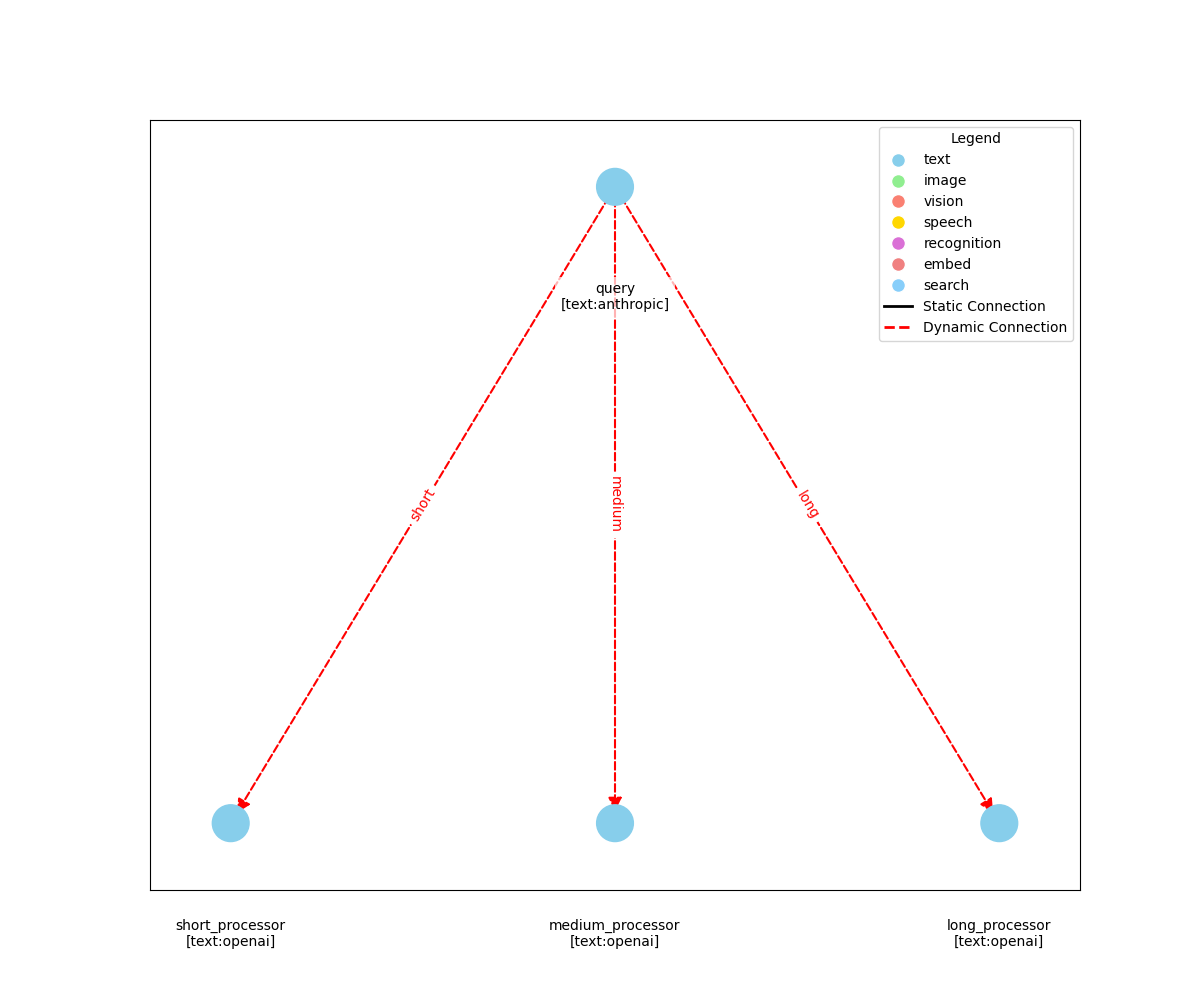 Legend
text
image
vision
speech
recognition
embed
search
Static Connection
Dynamic Connection
query
[text:anthropic]
short
medium
long
short_processor
[text:openai]
medium_processor
[text:openai]
long_processor
[text:openai]